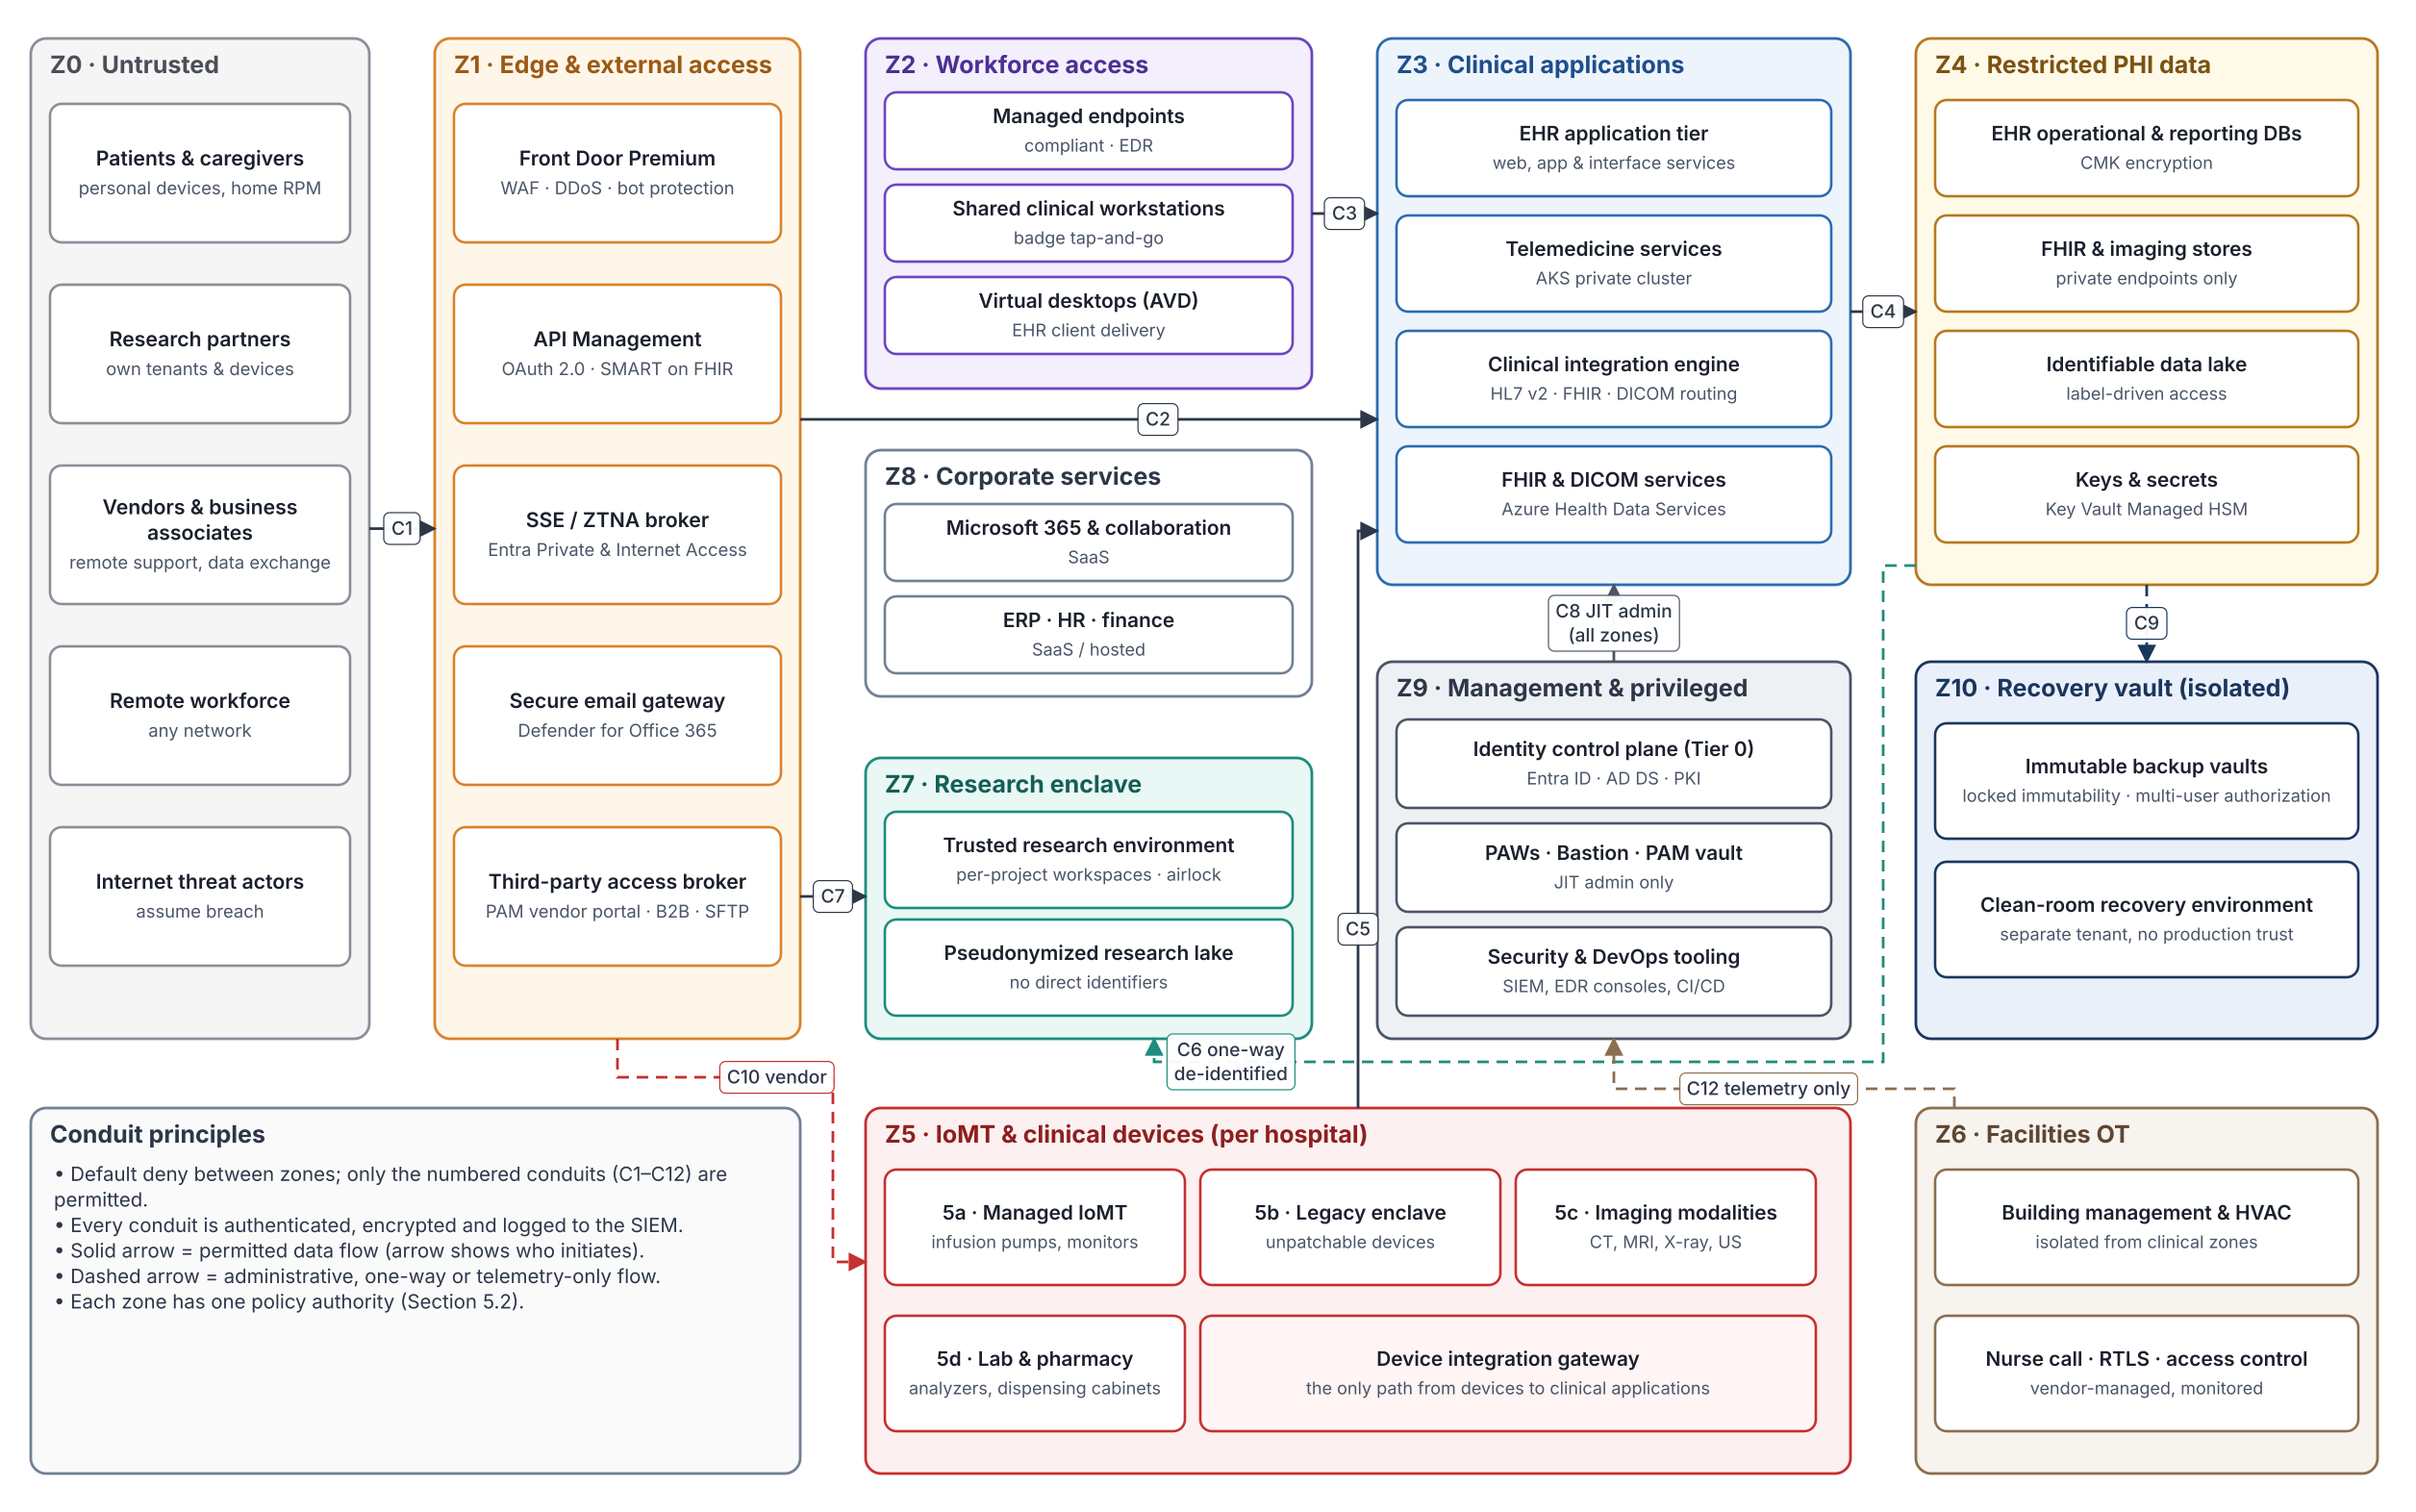 Z0 · Untrusted
Patients & caregivers
personal devices, home RPM
Research partners
own tenants & devices
Vendors & business
associates
remote support, data exchange
Remote workforce
any network
Internet threat actors
assume breach
C1
Z1 · Edge & external access
Front Door Premium
WAF · DDoS · bot protection
API Management
OAuth 2.0 · SMART on FHIR
SSE / ZTNA broker
Entra Private & Internet Access
Secure email gateway
Defender for Office 365
Third-party access broker
PAM vendor portal · B2B · SFTP
C2
C7
C10 vendor
Z2 · Workforce access
Managed endpoints
compliant · EDR
Shared clinical workstations
badge tap-and-go
Virtual desktops (AVD)
EHR client delivery
C3
Z8 · Corporate services
Microsoft 365 & collaboration
SaaS
ERP · HR · finance
SaaS / hosted
Z7 · Research enclave
Trusted research environment
per-project workspaces · airlock
Pseudonymized research lake
no direct identifiers
C6 one-way
de-identified
C5
Z3 · Clinical applications
EHR application tier
web, app & interface services
Telemedicine services
AKS private cluster
Clinical integration engine
HL7 v2 · FHIR · DICOM routing
FHIR & DICOM services
Azure Health Data Services
C4
C8 JIT admin
(all zones)
Z9 · Management & privileged
Identity control plane (Tier 0)
Entra ID · AD DS · PKI
PAWs · Bastion · PAM vault
JIT admin only
Security & DevOps tooling
SIEM, EDR consoles, CI/CD
C12 telemetry only
Z4 · Restricted PHI data
EHR operational & reporting DBs
CMK encryption
FHIR & imaging stores
private endpoints only
Identifiable data lake
label-driven access
Keys & secrets
Key Vault Managed HSM
C9
Z10 · Recovery vault (isolated)
Immutable backup vaults
locked immutability · multi-user authorization
Clean-room recovery environment
separate tenant, no production trust
Conduit principles
• Default deny between zones; only the numbered conduits (C1–C12) are
permitted.
• Every conduit is authenticated, encrypted and logged to the SIEM.
• Solid arrow = permitted data flow (arrow shows who initiates).
• Dashed arrow = administrative, one-way or telemetry-only flow.
• Each zone has one policy authority (Section 5.2).
Z5 · IoMT & clinical devices (per hospital)
5a · Managed IoMT
infusion pumps, monitors
5b · Legacy enclave
unpatchable devices
5c · Imaging modalities
CT, MRI, X-ray, US
5d · Lab & pharmacy
analyzers, dispensing cabinets
Device integration gateway
the only path from devices to clinical applications
Z6 · Facilities OT
Building management & HVAC
isolated from clinical zones
Nurse call · RTLS · access control
vendor-managed, monitored